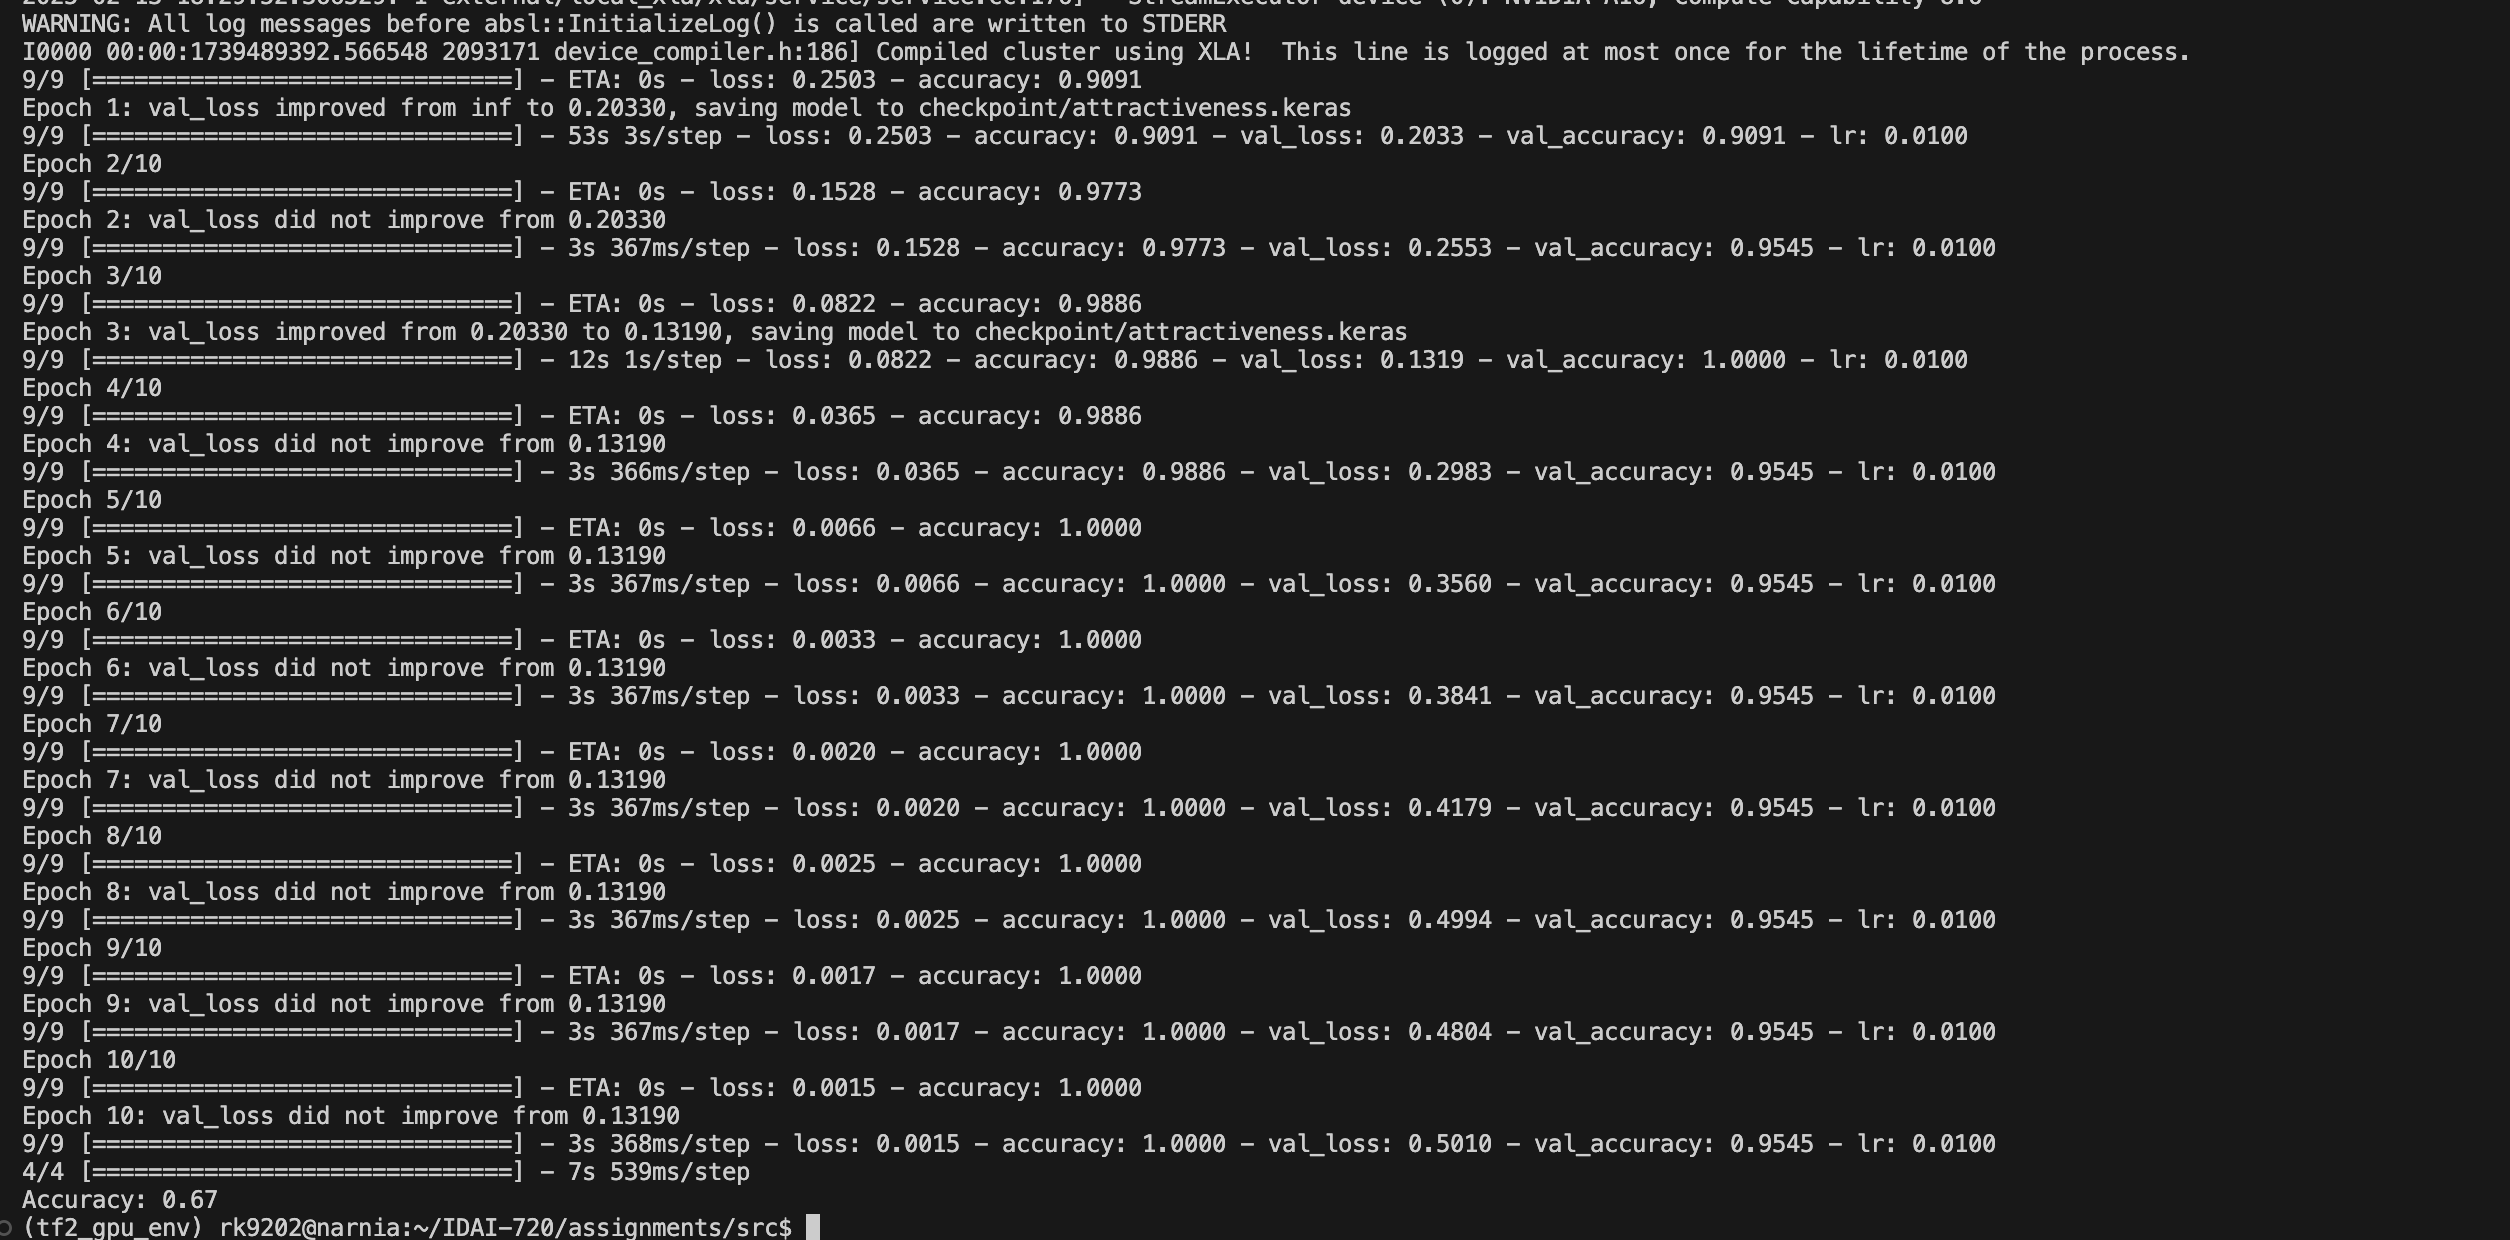 WARNING: All log messages before absl::InitializeLog() is called are written to STDERR
I0000 00:00:1739489392.566548 2093171 device_compiler.h:186] Compiled cluster using XLA!  This line is logged at most once for the lifetime of the process.
9/9 [==============================] - ETA: 0s - loss: 0.2503 - accuracy: 0.9091
Epoch 1: val_loss improved from inf to 0.20330, saving model to checkpoint/attractiveness.keras
9/9 [==============================] - 53s 3s/step - loss: 0.2503 - accuracy: 0.9091 - val_loss: 0.2033 - val_accuracy: 0.9091 - lr: 0.0100
Epoch 2/10
9/9 [==============================] - ETA: 0s - loss: 0.1528 - accuracy: 0.9773
Epoch 2: val_loss did not improve from 0.20330
9/9 [==============================] - 3s 367ms/step - loss: 0.1528 - accuracy: 0.9773 - val_loss: 0.2553 - val_accuracy: 0.9545 - lr: 0.0100
Epoch 3/10
9/9 [==============================] - ETA: 0s - loss: 0.0822 - accuracy: 0.9886
Epoch 3: val_loss improved from 0.20330 to 0.13190, saving model to checkpoint/attractiveness.keras
9/9 [==============================] - 12s 1s/step - loss: 0.0822 - accuracy: 0.9886 - val_loss: 0.1319 - val_accuracy: 1.0000 - lr: 0.0100
Epoch 4/10
9/9 [==============================] - ETA: 0s - loss: 0.0365 - accuracy: 0.9886
Epoch 4: val_loss did not improve from 0.13190
9/9 [==============================] - 3s 366ms/step - loss: 0.0365 - accuracy: 0.9886 - val_loss: 0.2983 - val_accuracy: 0.9545 - lr: 0.0100
Epoch 5/10
9/9 [==============================] - ETA: 0s - loss: 0.0066 - accuracy: 1.0000
Epoch 5: val_loss did not improve from 0.13190
9/9 [==============================] - 3s 367ms/step - loss: 0.0066 - accuracy: 1.0000 - val_loss: 0.3560 - val_accuracy: 0.9545 - lr: 0.0100
Epoch 6/10
9/9 [==============================] - ETA: 0s - loss: 0.0033 - accuracy: 1.0000
Epoch 6: val_loss did not improve from 0.13190
9/9 [==============================] - 3s 367ms/step - loss: 0.0033 - accuracy: 1.0000 - val_loss: 0.3841 - val_accuracy: 0.9545 - lr: 0.0100
Epoch 7/10
9/9 [==============================] - ETA: 0s - loss: 0.0020 - accuracy: 1.0000
Epoch 7: val_loss did not improve from 0.13190
9/9 [==============================] - 3s 367ms/step - loss: 0.0020 - accuracy: 1.0000 - val_loss: 0.4179 - val_accuracy: 0.9545 - lr: 0.0100
Epoch 8/10
9/9 [==============================] - ETA: 0s - loss: 0.0025 - accuracy: 1.0000
Epoch 8: val_loss did not improve from 0.13190
9/9 [==============================] - 3s 367ms/step - loss: 0.0025 - accuracy: 1.0000 - val_loss: 0.4994 - val_accuracy: 0.9545 - lr: 0.0100
Epoch 9/10
9/9 [==============================] - ETA: 0s - loss: 0.0017 - accuracy: 1.0000
Epoch 9: val_loss did not improve from 0.13190
9/9 [==============================] - 3s 367ms/step - loss: 0.0017 - accuracy: 1.0000 - val_loss: 0.4804 - val_accuracy: 0.9545 - lr: 0.0100
Epoch 10/10
9/9 [==============================] - ETA: 0s - loss: 0.0015 - accuracy: 1.0000
Epoch 10: val_loss did not improve from 0.13190
9/9 [==============================] - 3s 368ms/step - loss: 0.0015 - accuracy: 1.0000 - val_loss: 0.5010 - val_accuracy: 0.9545 - lr: 0.0100
4/4 [==============================] - 7s 539ms/step
Accuracy: 0.67
(tf2_gpu_env) rk9202@narnia:~/IDAI-720/assignments/src$